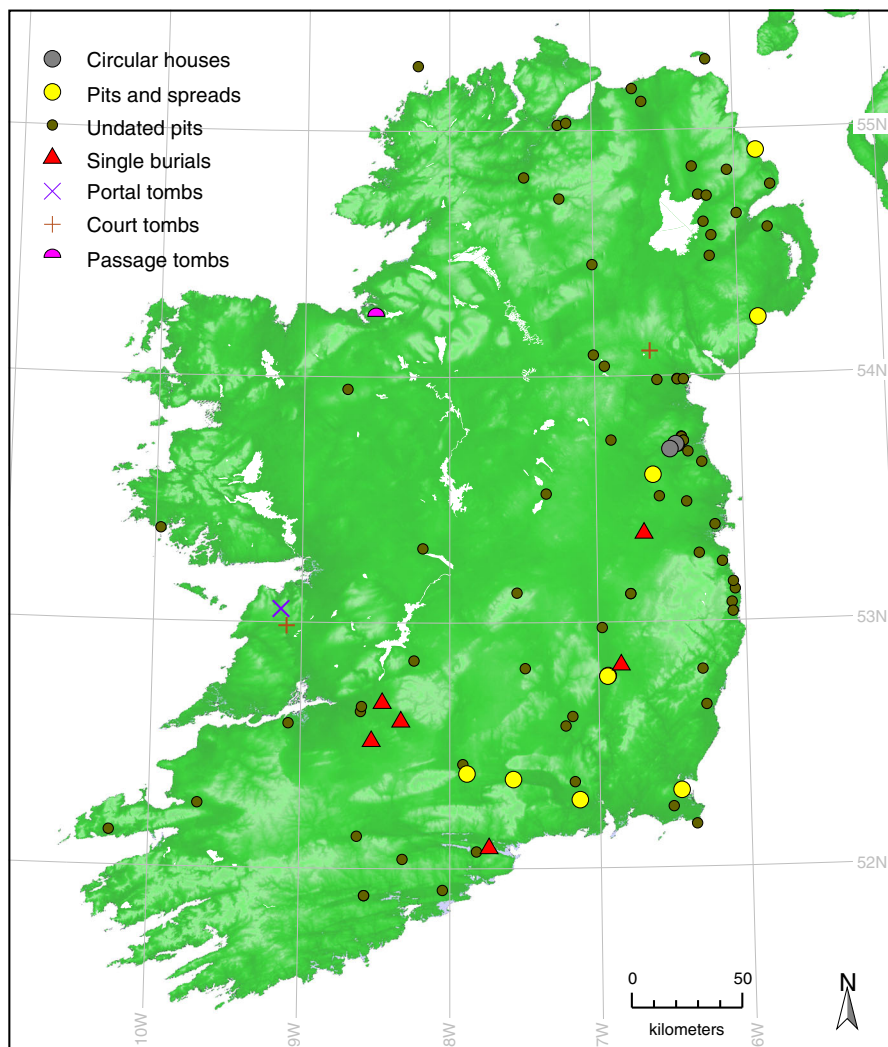 Circular houses
Pits and spreads
Undated pits
Single burials
Portal tombs
Court tombs
Passage tombs
55N
54N
53N
52N
10W
9W
8W
7W
6W
0 50
kilometers
N